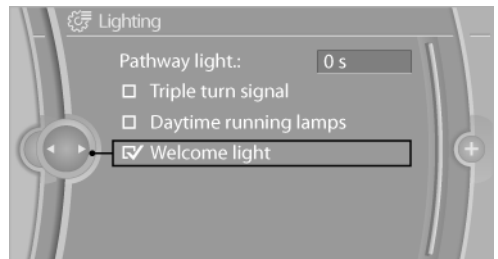 Lighting
Pathway light.: 0 s
Triple turn signal
Daytime running lamps
Welcome light